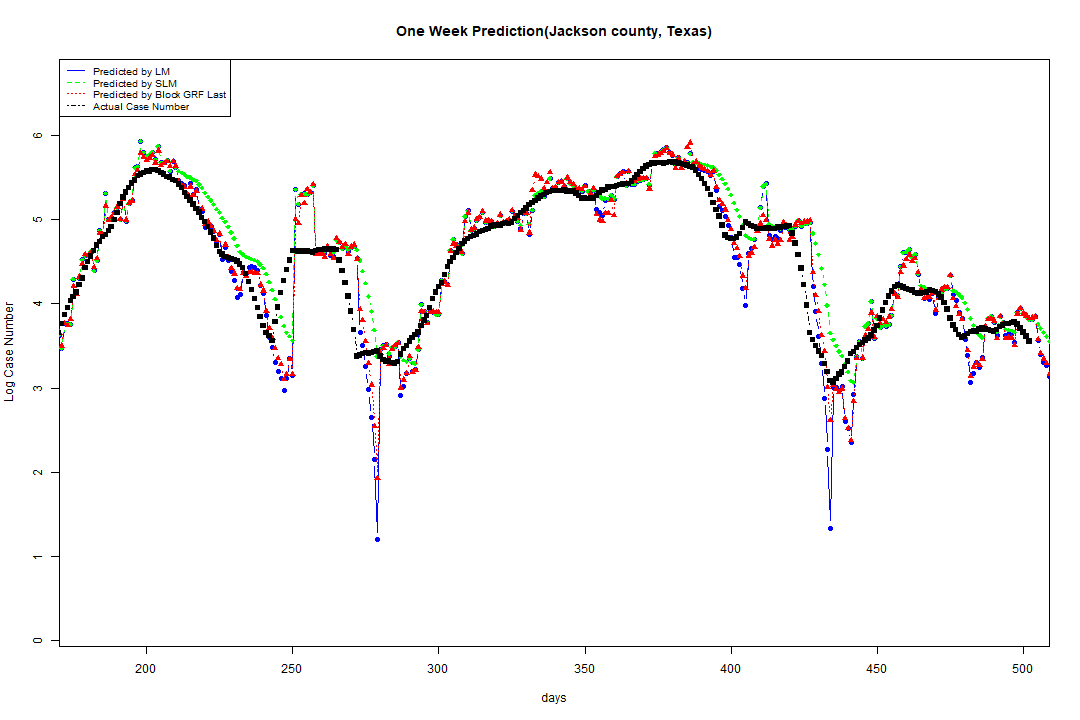 One Week Prediction(Jackson county, Texas)
Predicted by LM
Predicted by SLM
Predicted by Block GRF Last
Actual Case Number
6
5
4
3
2
1
0
Log Case Number
200 250 300 350 400 450 500
days